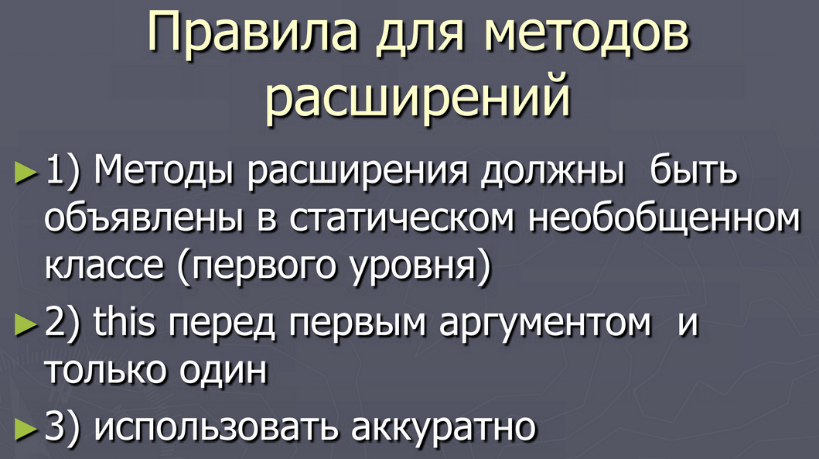 Правила для методов
расширений
► 1) Методы расширения должны быть
объявлены в статическом необобщенном
классе (первого уровня)
► 2) this перед первым аргументом и
только один
► 3) использовать аккуратно